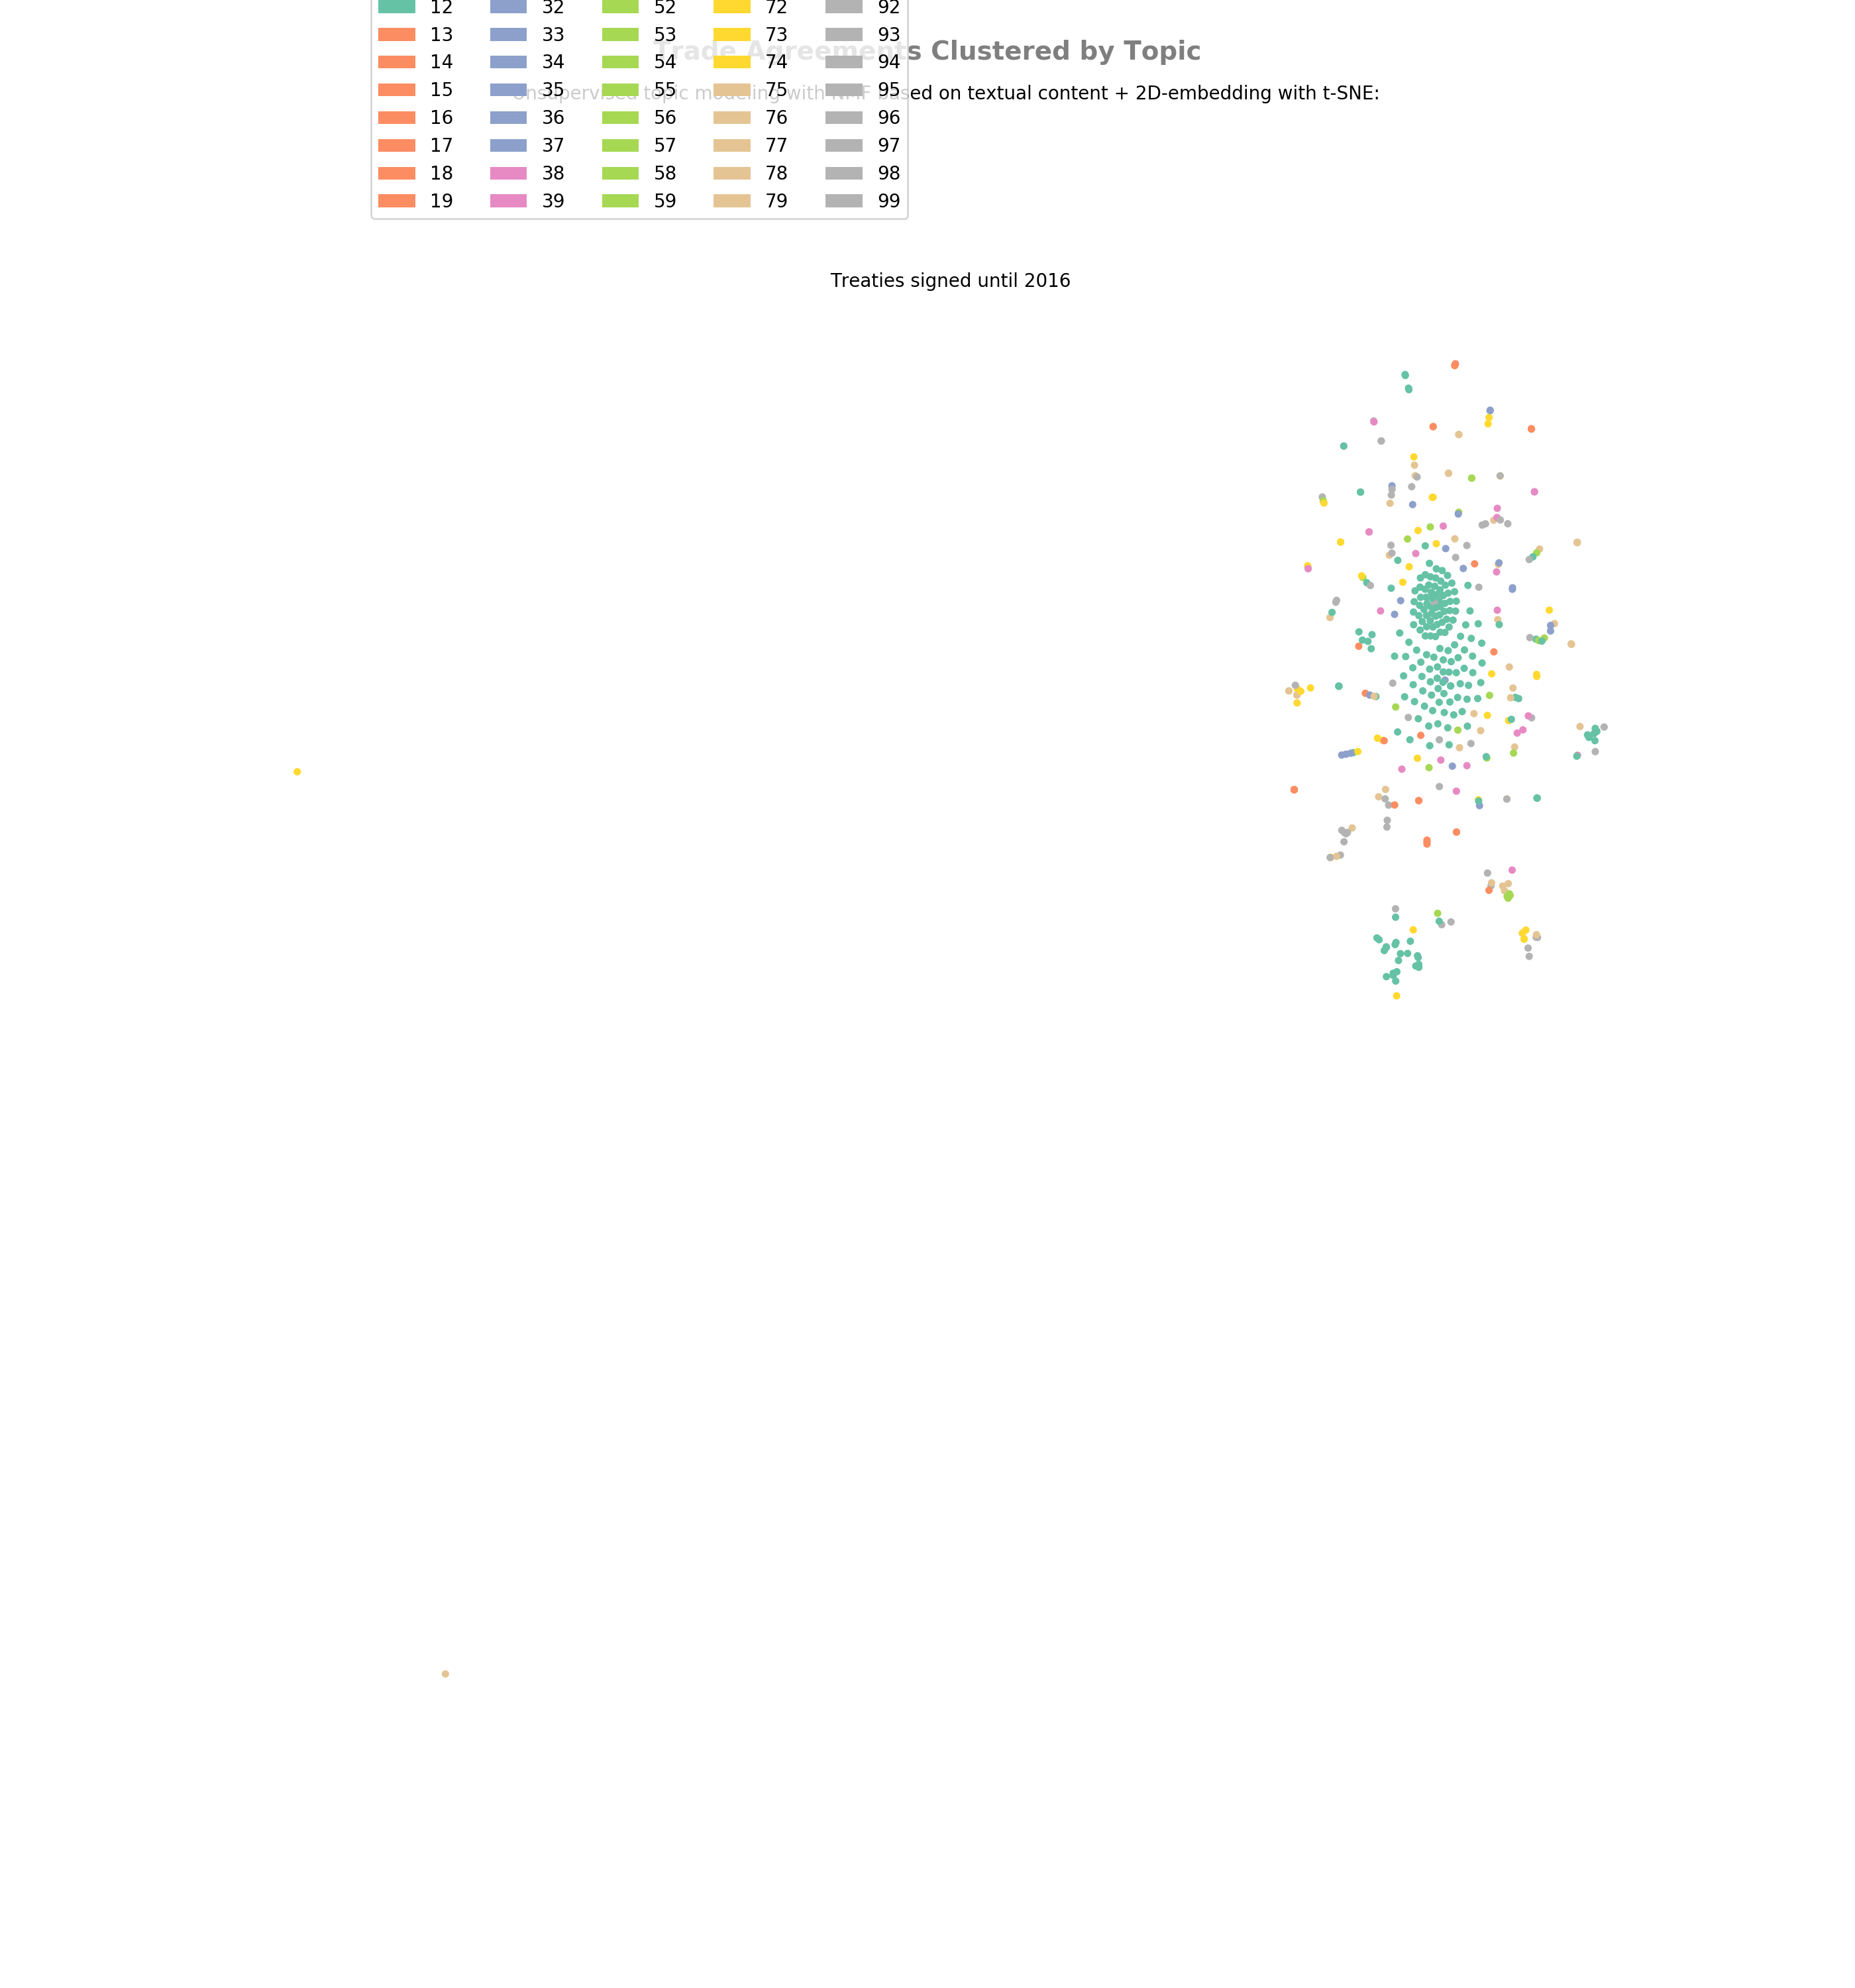 12 32 52 72 92
13 33 53 73 93
Trade Agreements Clustered by Topic
14 34 54 74 94
15 35 55 75 95
Unsupervised topic modeling with NMF based on textual content + 2D-embedding with t-SNE:
16 36 56 76 96
17 37 57 77 97
18 38 58 78 98
19 39 59 79 99
Treaties signed until 2016